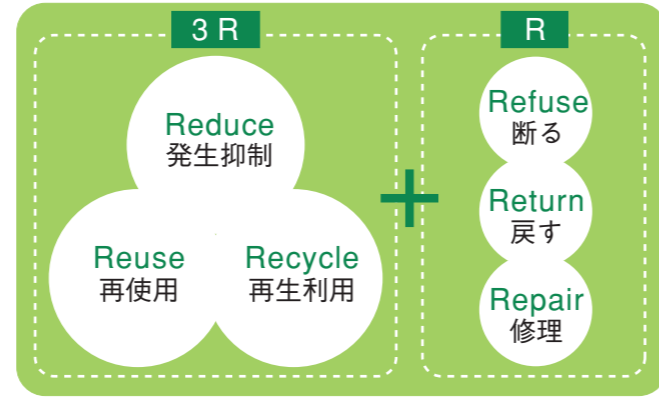 3 R
Reduce
発生抑制
Reuse
再使用
Recycle
再生利用
+
R
Refuse
断る
Return
戻す
Repair
修理